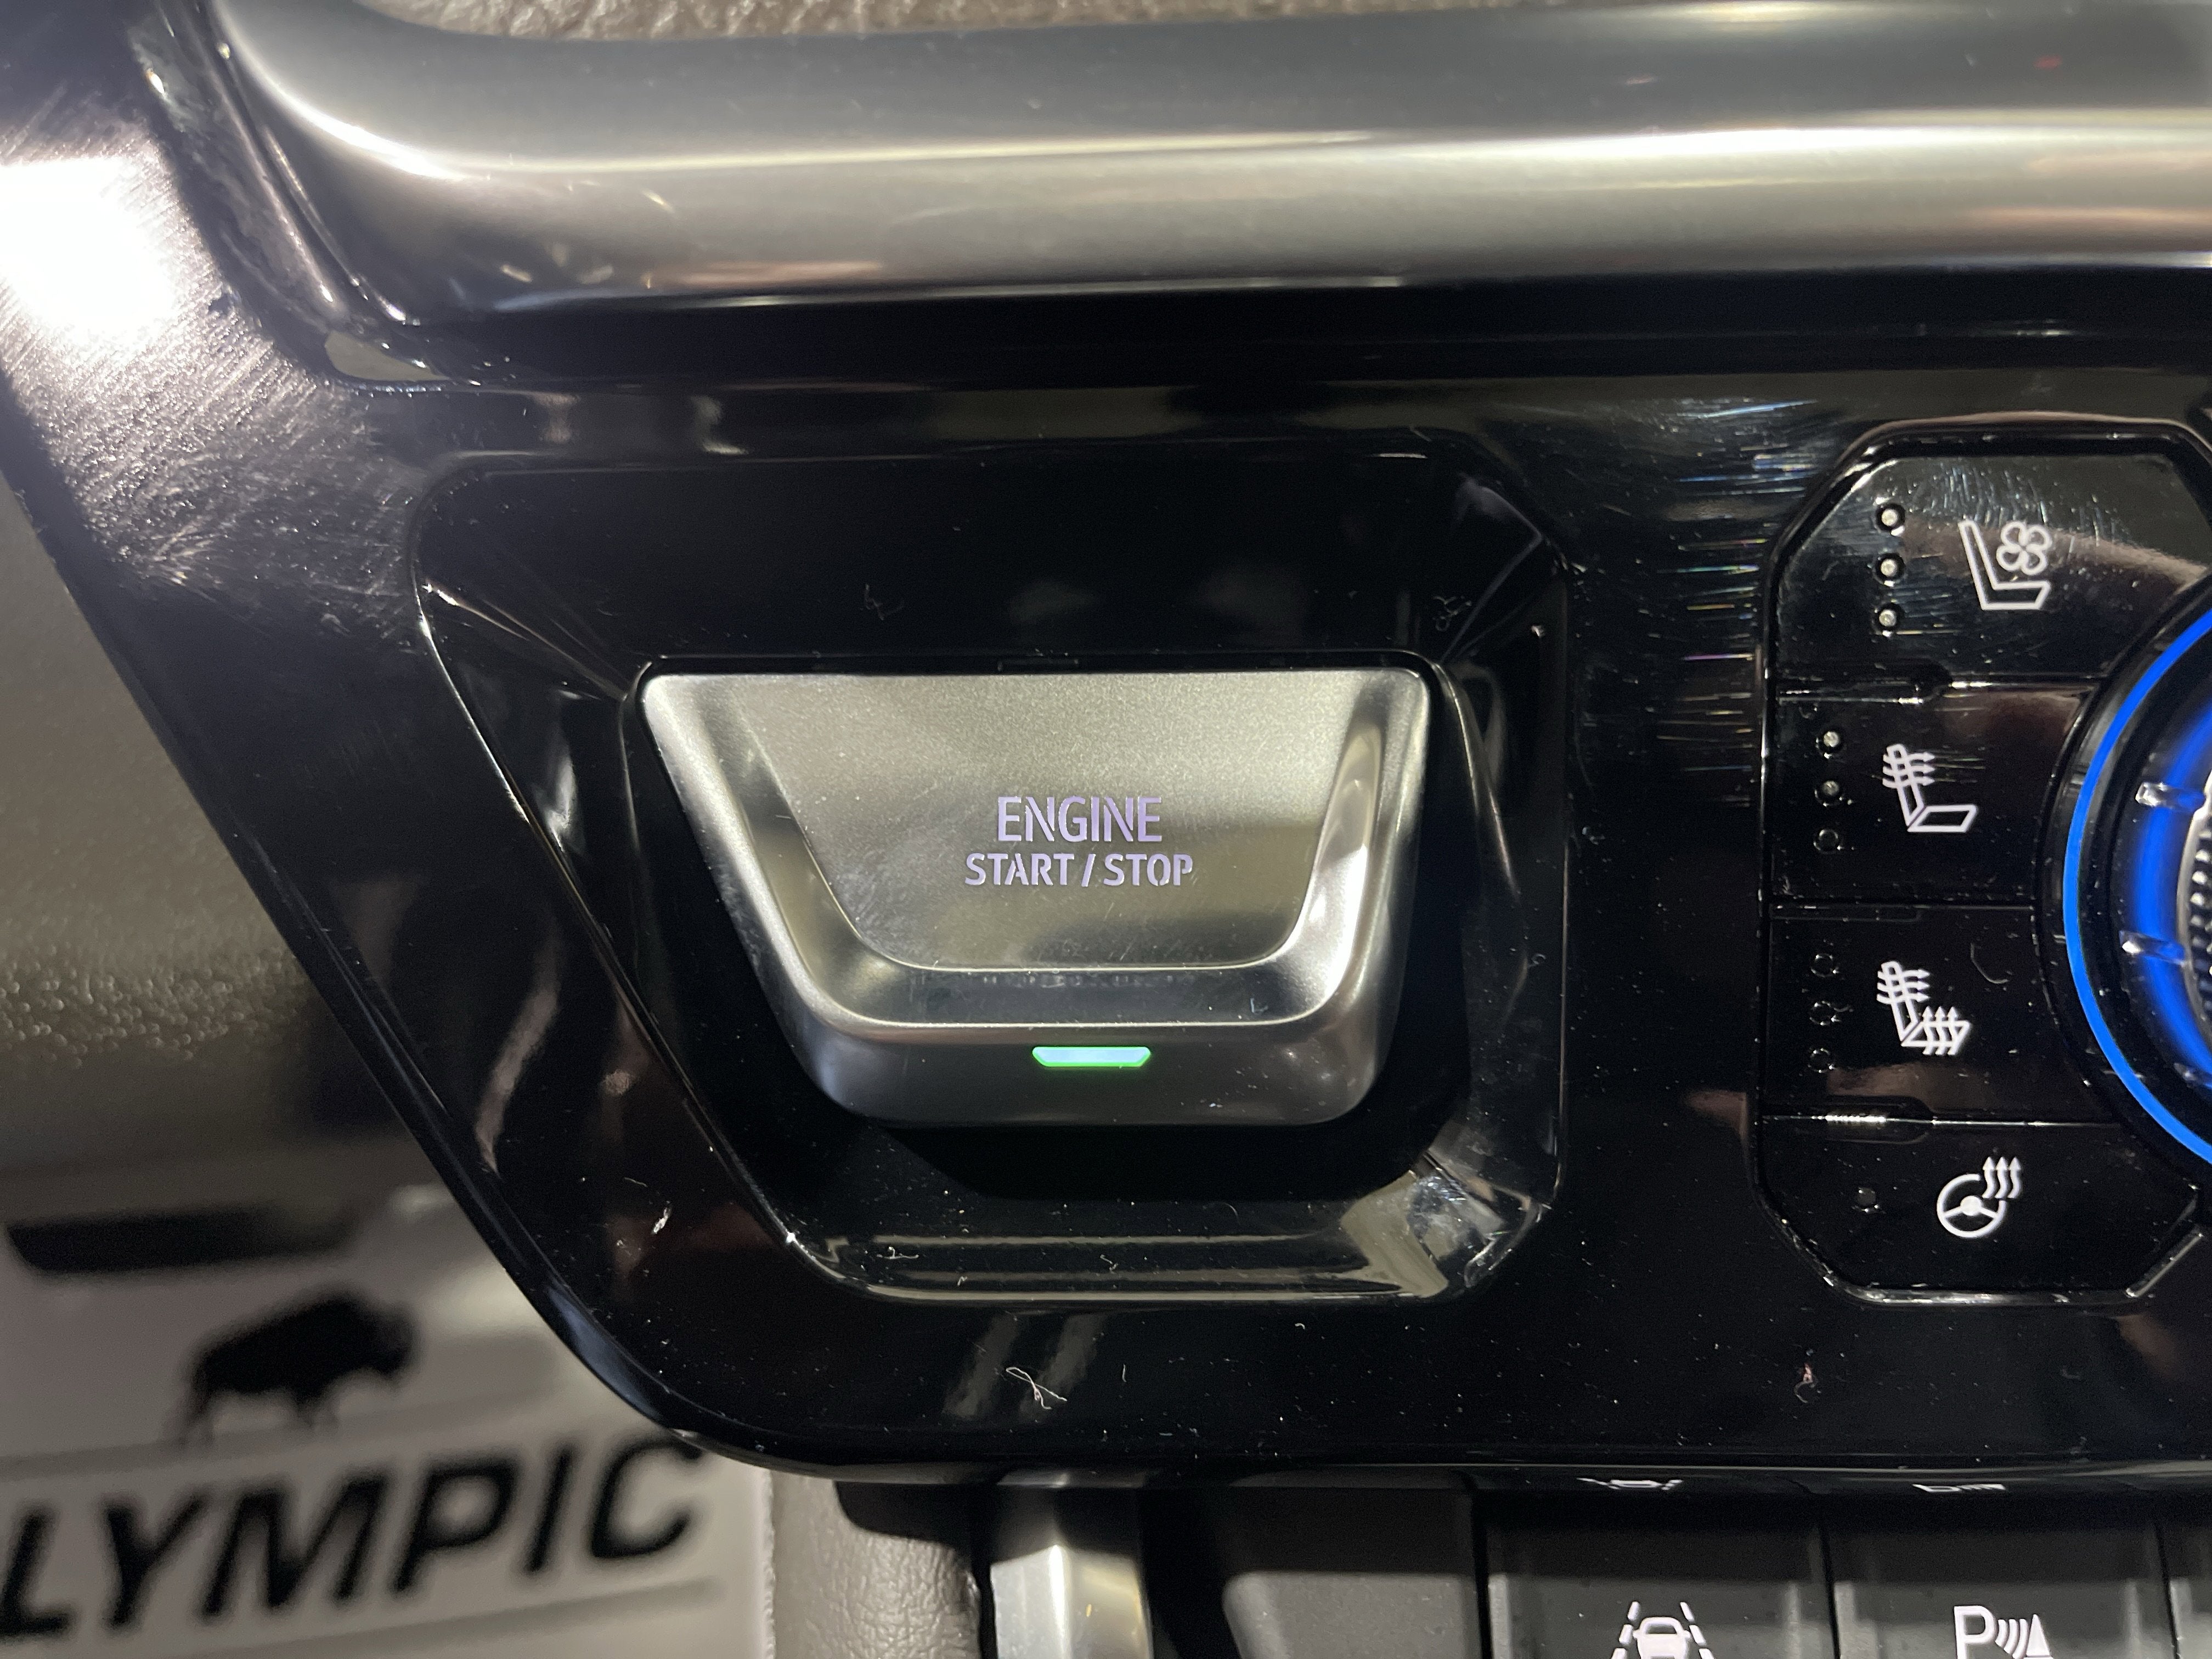 ENGINE
START / STOP
LYMPIC
P